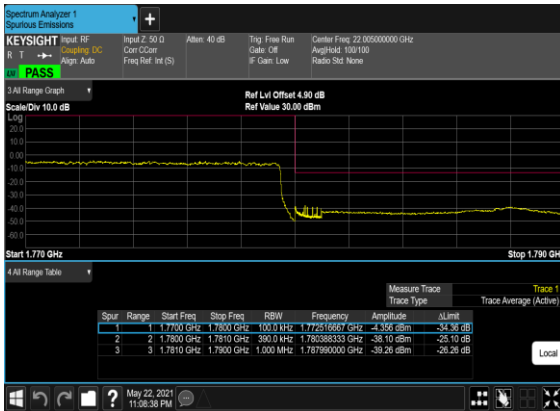 Spectrum Analyzer 1
Spurious Emissions
KEYSIGHT Input: RF Input Z: 50 Ω Atten: 40 dB Trig: Free Run Center Freq: 22.005000000 GHz
R T Coupling: DC Corr CCorr Gate: Off Avg|Hold: 100/100
Align: Auto Freq Ref: Int (S) IF Gain: Low Radio Std: None
LM PASS
3 All Range Graph
Ref Lvl Offset 4.90 dB
Scale/Div 10.0 dB Ref Value 30.00 dBm
Log
20.0
10.0
0.00
-10.0
-20.0
-30.0
-40.0
-50.0
-60.0
Start 1.770 GHz Stop 1.790 GH
4 All Range Table
Measure Trace Trace 1
Trace Type Trace Average (Active)
Spur Range Start Freq Stop Freq RBW Frequency Amplitude ΔLimit
1 1 1.7700 GHz 1.7800 GHz 100.0 kHz 1.772516667 GHz -4.356 dBm -34.36 dB
2 2 1.7800 GHz 1.7810 GHz 390.0 kHz 1.780388333 GHz -38.10 dBm -25.10 dB
3 3 1.7810 GHz 1.7900 GHz 1.000 MHz 1.787990000 GHz -39.26 dBm -26.26 dB
Local
May 22, 2021
11:08:38 PM